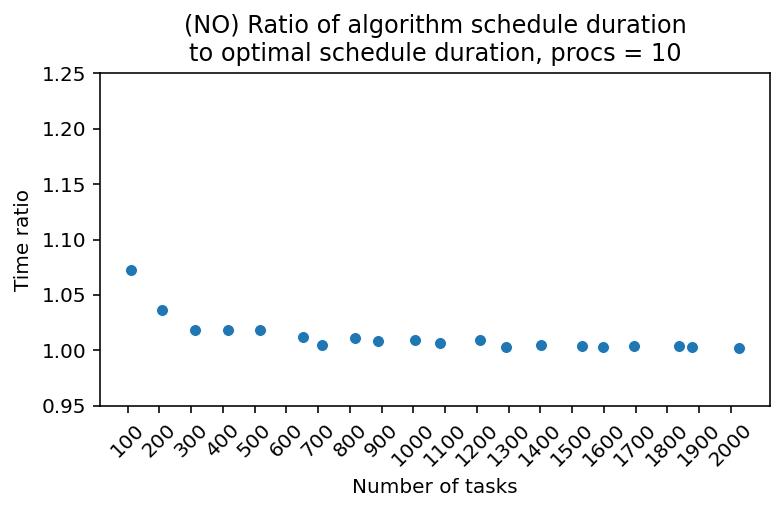 (NO) Ratio of algorithm schedule duration
to optimal schedule duration, procs = 10
1.25
1.20
1.15
1.10
1.05
1.00
0.95
Time ratio
100 200 300 400 500 600 700 800 900 1000 1100 1200 1300 1400 1500 1600 1700 1800 1900 2000
Number of tasks